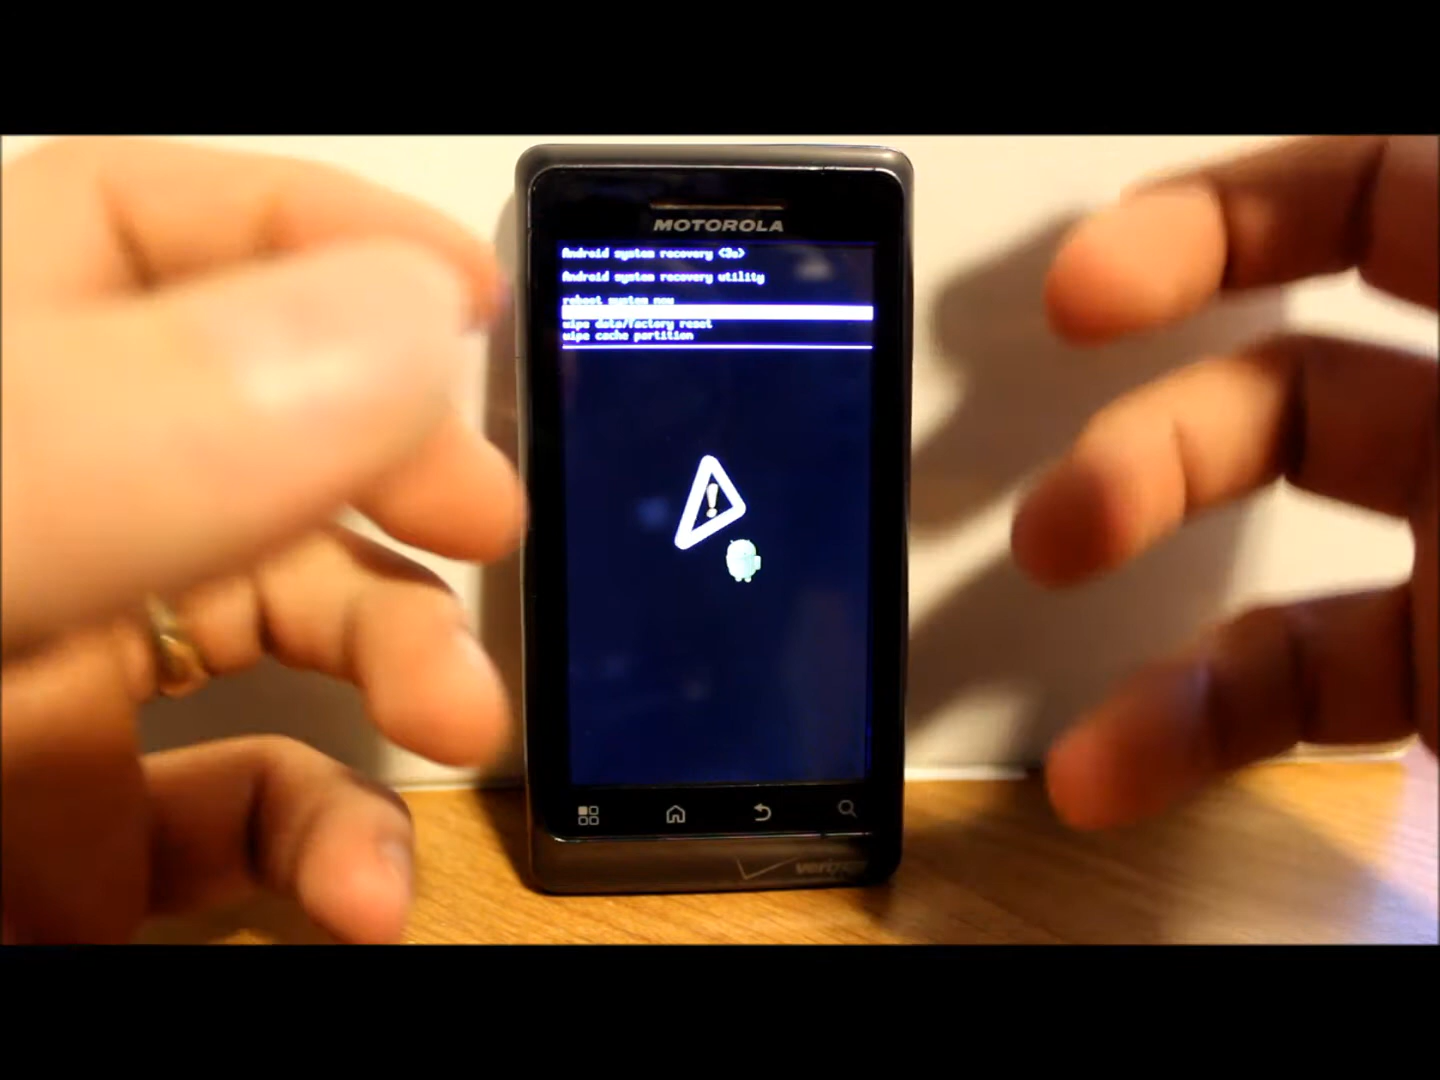 MOTOROLA
Android system recovery <3e>
Android system recovery utility
reboot system now
wipe data/factory reset
wipe cache partition
verizon